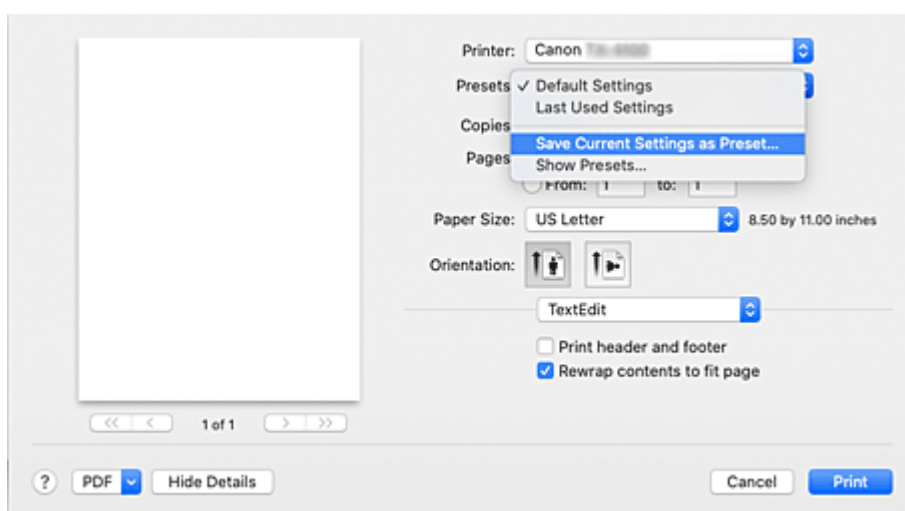 Printer: Canon
Presets ✓ Default Settings
Last Used Settings
Copies
Save Current Settings as Preset...
Pages
Show Presets...
From: 1 to: 1
Paper Size: US Letter 8.50 by 11.00 inches
Orientation:
TextEdit
Print header and footer
Rewrap contents to fit page
1 of 1
? PDF Hide Details Cancel Print